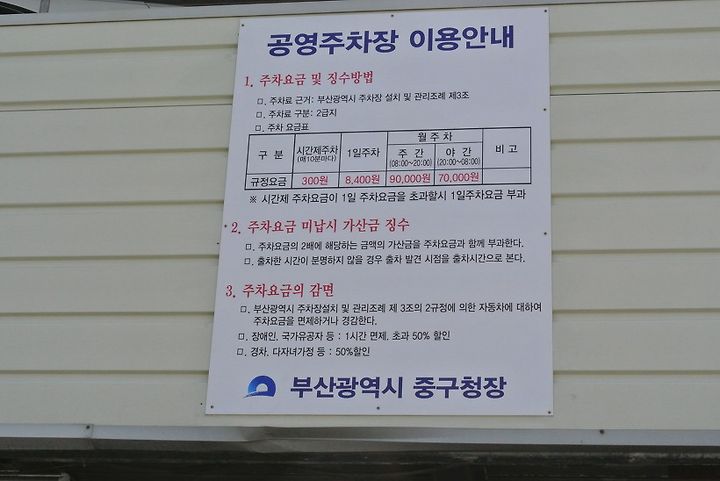 공영주차장 이용안내
1. 주차요금 및 징수방법
□. 주차료 근거: 부산광역시 주차장 설치 및 관리조례 제3조
□. 주차료 구분: 2급지
□. 주차 요금표
구 분 시간제주차 (매10분마다) 1일주차 월 주 차 비 고
주 간 (08:00~20:00) 야 간 (20:00~08:00)
규정요금 300원 8,400원 90,000원 70,000원
※ 시간제 주차요금이 1일 주차요금을 초과할시 1일주차요금 부과
2. 주차요금 미납시 가산금 징수
□. 주차요금의 2배에 해당하는 금액의 가산금을 주차요금과 함께 부과한다.
□. 출차한 시간이 분명하지 않을 경우 출차 발견 시점을 출차시간으로 본다.
3. 주차요금의 감면
□. 부산광역시 주차장설치 및 관리조례 제 3조의 2규정에 의한 자동차에 대하여
주차요금을 면제하거나 경감한다.
□. 장애인, 국가유공자 등 : 1시간 면제, 초과 50% 할인
□. 경차, 다자녀가정 등 : 50%할인
부산광역시 중구청장